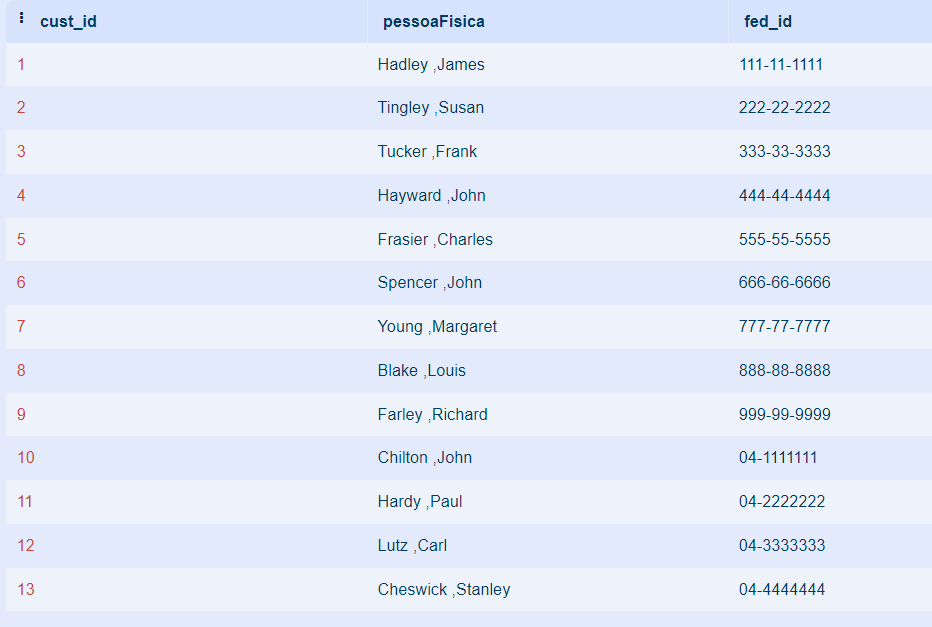 cust_id pessoaFisica fed_id
1 Hadley ,James 111-11-1111
2 Tingley ,Susan 222-22-2222
3 Tucker ,Frank 333-33-3333
4 Hayward ,John 444-44-4444
5 Frasier ,Charles 555-55-5555
6 Spencer ,John 666-66-6666
7 Young ,Margaret 777-77-7777
8 Blake ,Louis 888-88-8888
9 Farley ,Richard 999-99-9999
10 Chilton ,John 04-1111111
11 Hardy ,Paul 04-2222222
12 Lutz ,Carl 04-3333333
13 Cheswick ,Stanley 04-4444444